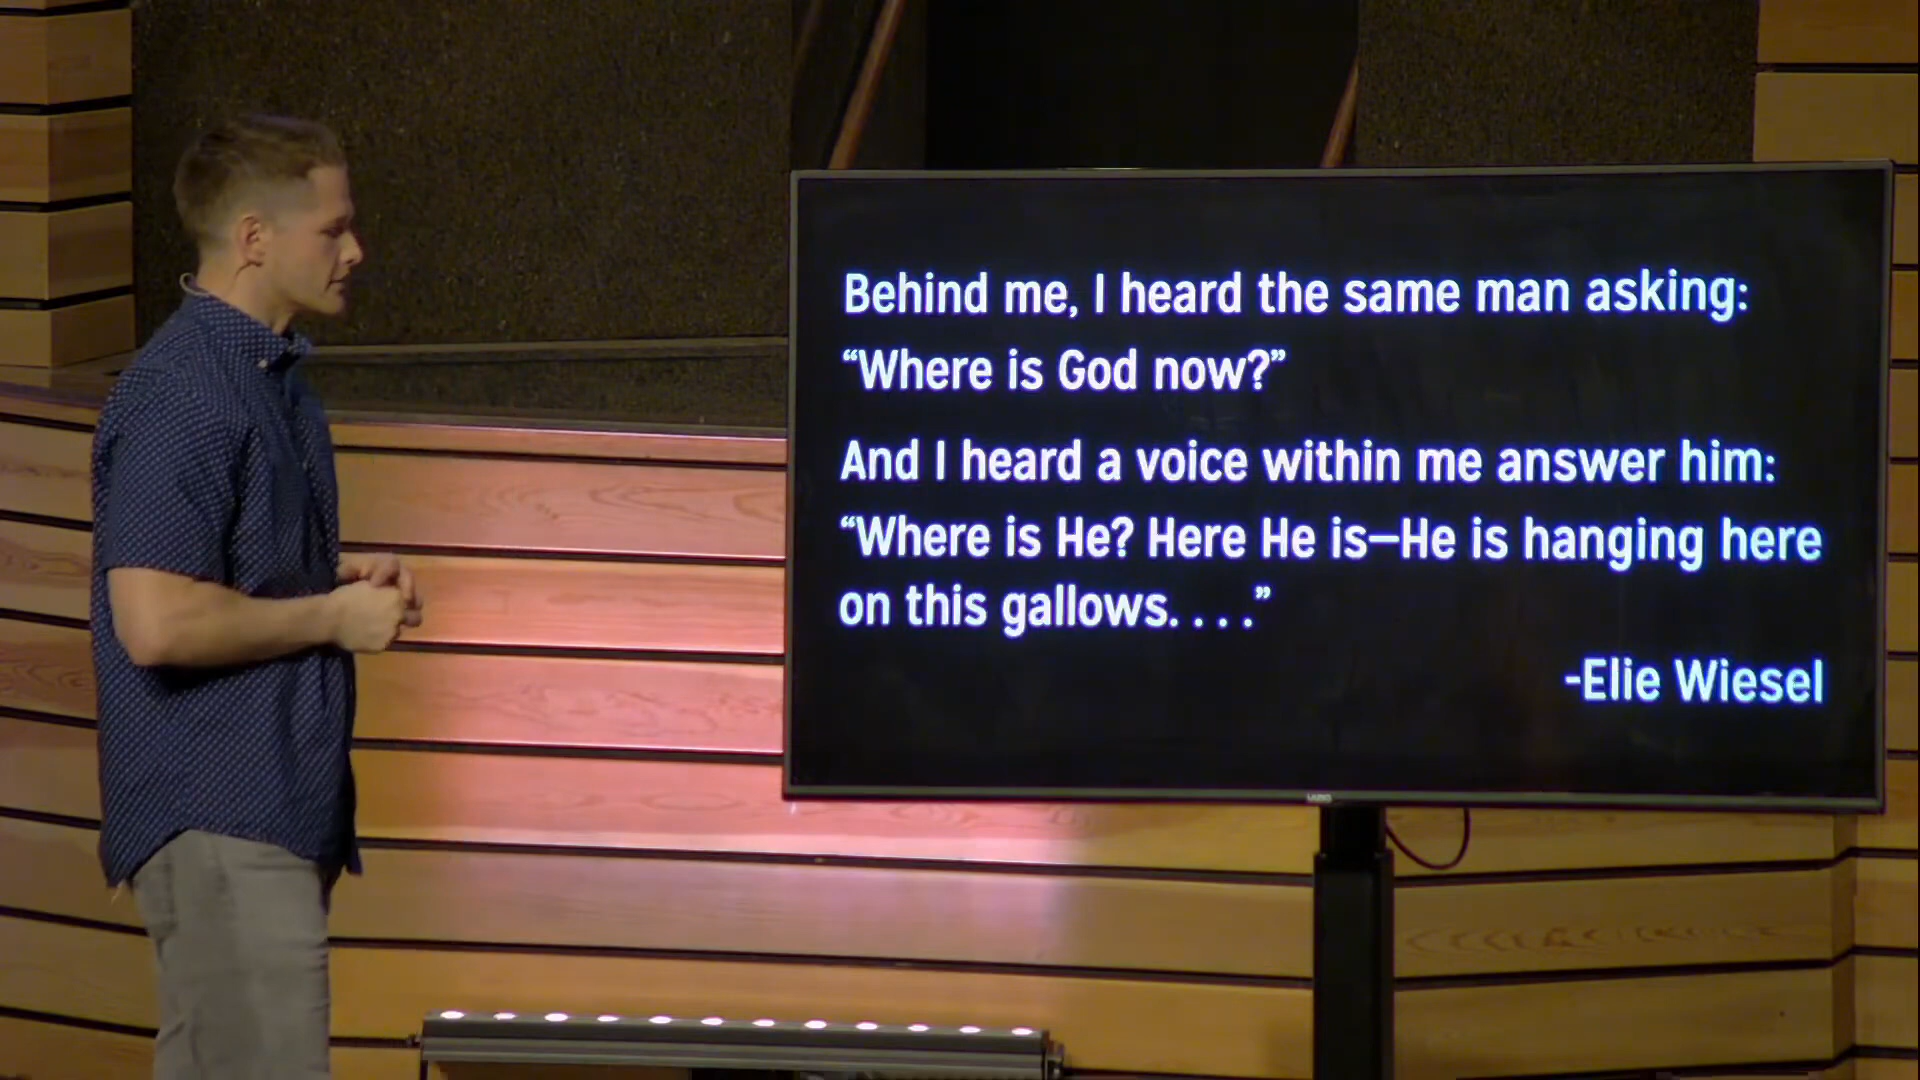 Behind me, I heard the same man asking:
“Where is God now?”
And I heard a voice within me answer him:
“Where is He? Here He is—He is hanging here
on this gallows. . . .”
-Elie Wiesel